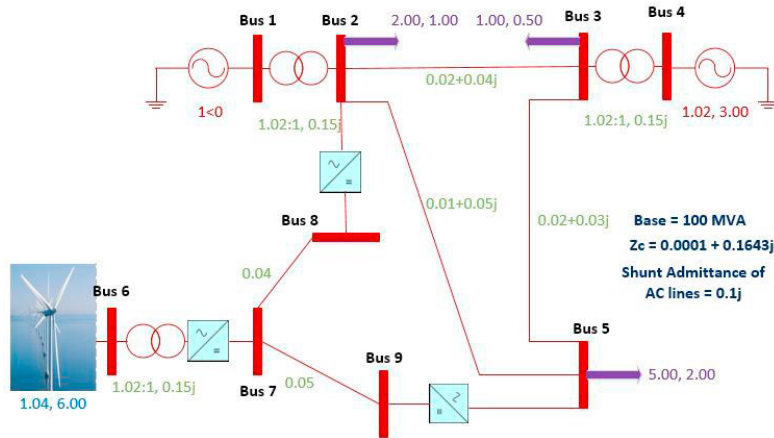 Bus 1
Bus 2
2.00, 1.00
1.00, 0.50
Bus 3
Bus 4
0.02+0.04j
1<0
1.02:1, 0.15j
1.02:1, 0.15j
1.02, 3.00
0.01+0.05j
0.02+0.03j
Base = 100 MVA
Zc = 0.0001 + 0.1643j
Shunt Admittance of
AC lines = 0.1j
Bus 8
0.04
Bus 6
Bus 5
Bus 9
1.02:1, 0.15j
Bus 7
0.05
5.00, 2.00
1.04, 6.00